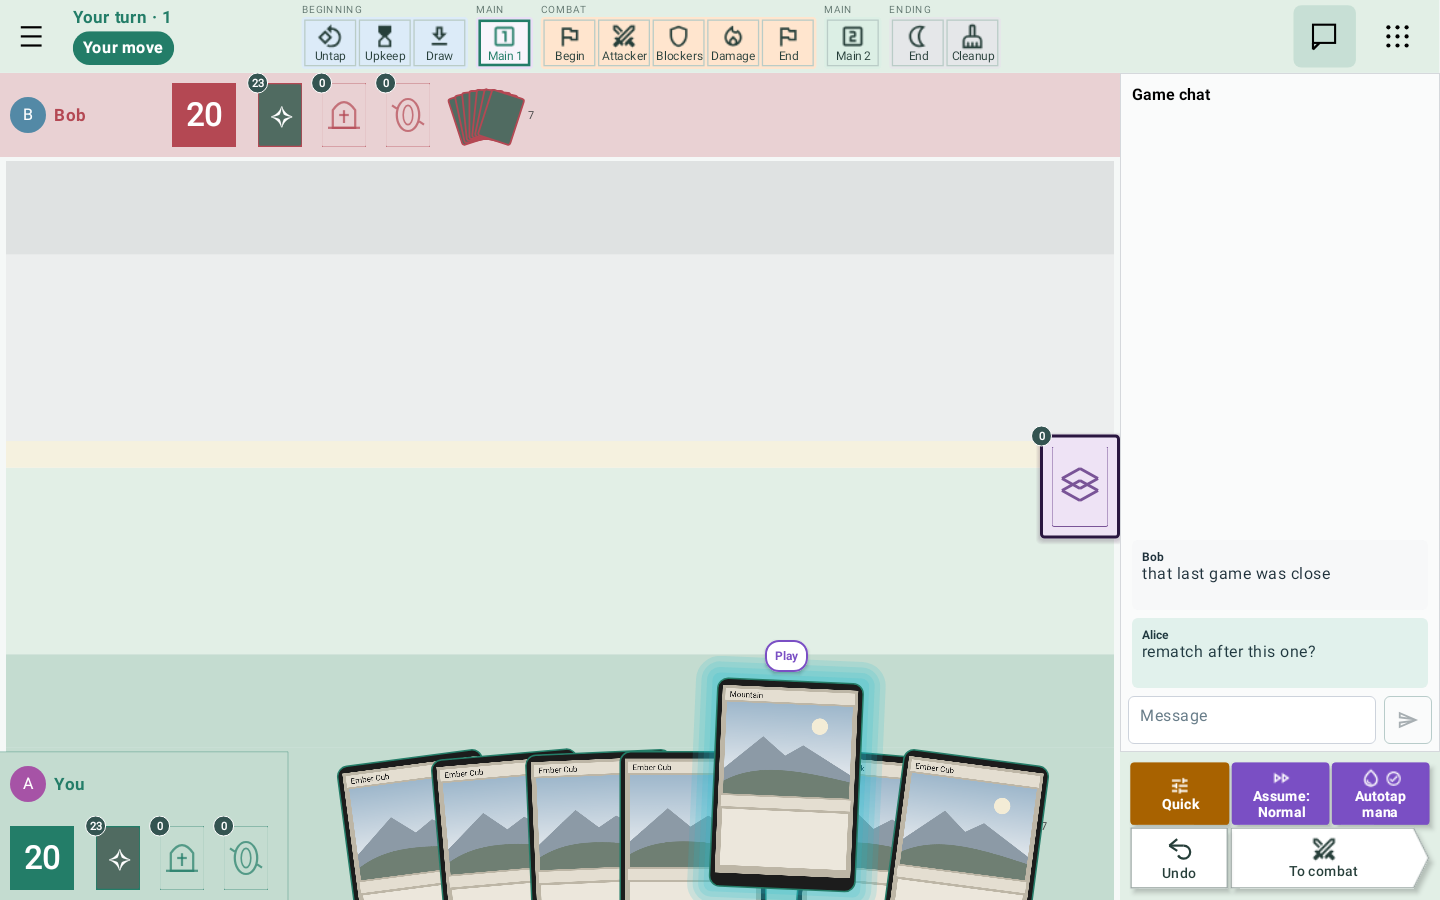 Your turn · 1
Your move
BEGINNING
Untap
Upkeep
Draw
MAIN
1
Main 1
COMBAT
Begin
Attacker
Blockers
Damage
End
MAIN
2
Main 2
ENDING
End
Cleanup
B
Bob
20
23
0
0
7
Game chat
0
Bob
that last game was close
Alice
rematch after this one?
Message
Play
Mountain
Ember Cub
Ember Cub
Ember Cub
Ember Cub
Ember Cub
7
A
You
20
23
0
0
Quick
Assume:
Normal
Autotap
mana
Undo
To combat